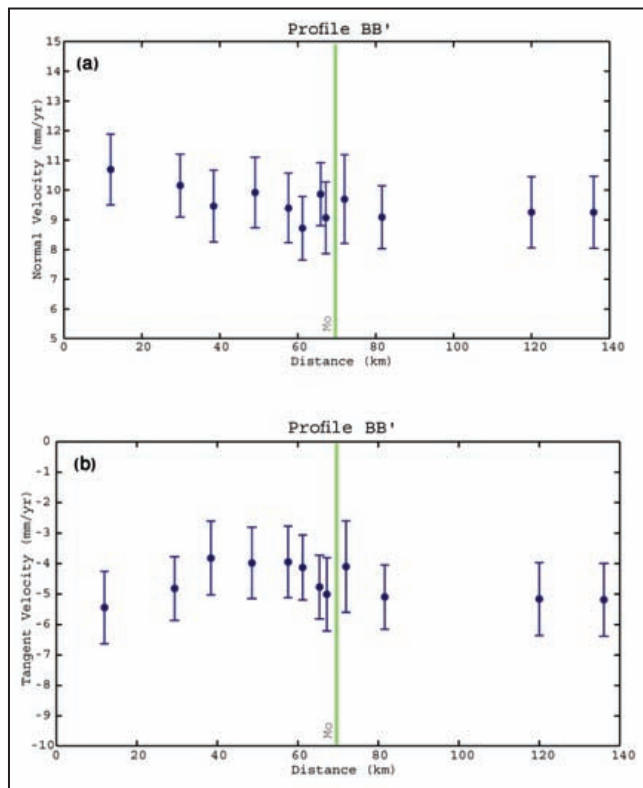 Profile BB'
(a)
Normal Velocity (mm/yr)
15
14
13
12
11
10
9
8
7
6
5
Mo
0 20 40 60 80 100 120 140
Distance (km)
Profile BB'
(b)
Tangent Velocity (mm/yr)
0
-1
-2
-3
-4
-5
-6
-7
-8
-9
-10
Mo
0 20 40 60 80 100 120 140
Distance (km)